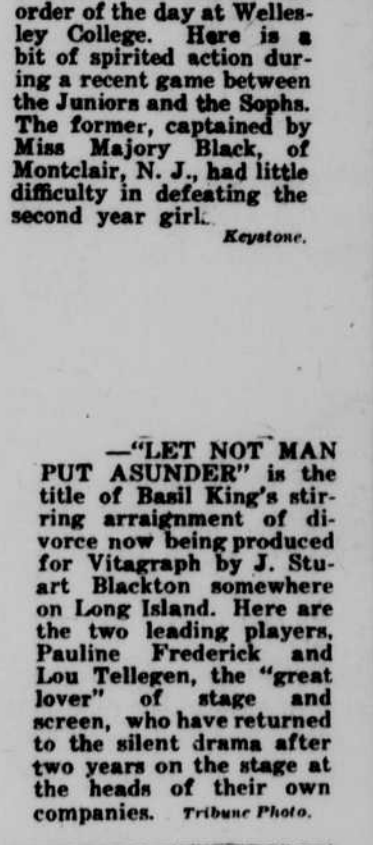 order of the day at Welles-
ley College. Here is a
bit of spirited action dur-
ing a recent game between
the Juniors and the Sophs.
The former, captained by
Miss Majory Black, of
Montclair, N. J., had little
difficulty in defeating the
second year girl.
Keystone.
—"LET NOT MAN
PUT ASUNDER" is the
title of Basil King's stir-
ring arraignment of di-
vorce now being produced
for Vitagraph by J. Stu-
art Blackton somewhere
on Long Island. Here are
the two leading players,
Pauline Frederick and
Lou Tellegen, the "great
lover" of stage and
screen, who have returned
to the silent drama after
two years on the stage at
the heads of their own
companies. Tribune Photo.